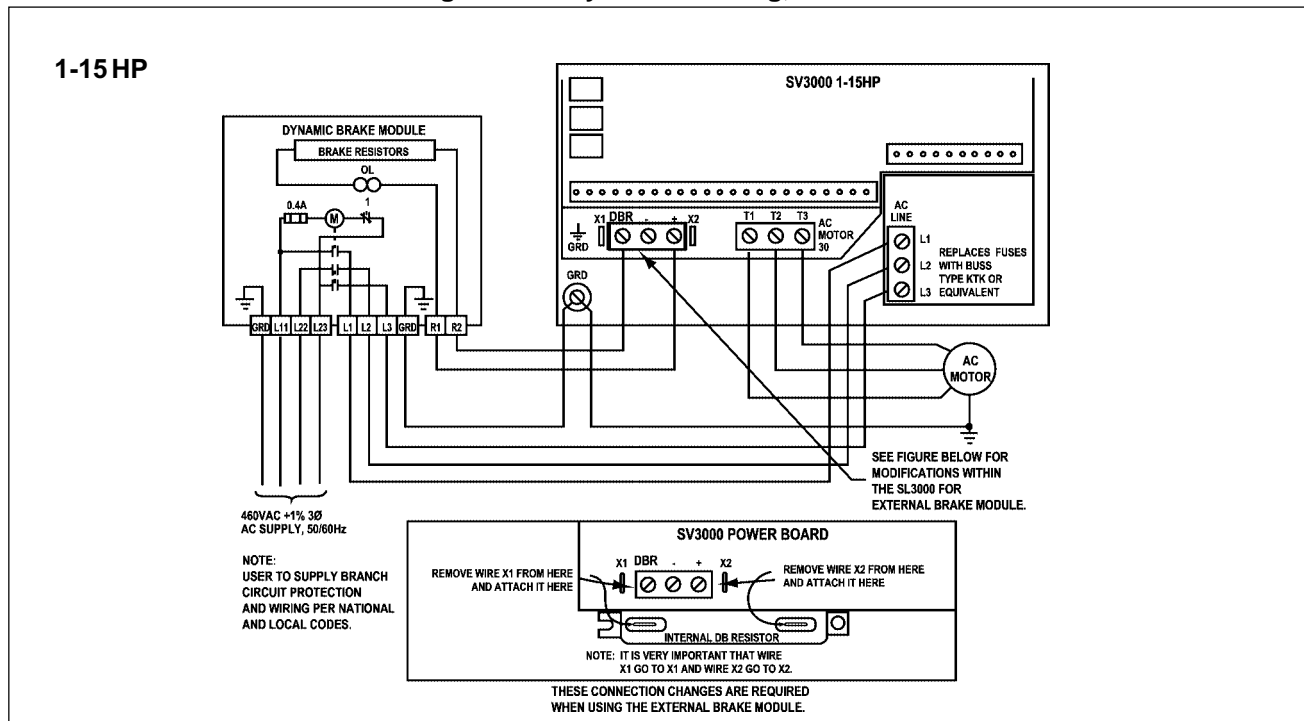 1-15 HP
SV3000 1-15HP
DYNAMIC BRAKE MODULE
BRAKE RESISTORS
OL
0.4A
M
1
X1 DBR - + X2
GRD
T1 T2 T3
AC
MOTOR
30
AC
LINE
L1
L2
L3
REPLACES FUSES
WITH BUSS
TYPE KTK OR
EQUIVALENT
GRD
GRD L11 L22 L23 L1 L2 L3 GRD R1 R2
AC
MOTOR
SEE FIGURE BELOW FOR
MODIFICATIONS WITHIN
THE SL3000 FOR
EXTERNAL BRAKE MODULE.
460VAC +1% 3Ø
AC SUPPLY, 50/60Hz
NOTE:
USER TO SUPPLY BRANCH
CIRCUIT PROTECTION
AND WIRING PER NATIONAL
AND LOCAL CODES.
SV3000 POWER BOARD
X1 DBR - + X2
REMOVE WIRE X1 FROM HERE
AND ATTACH IT HERE
REMOVE WIRE X2 FROM HERE
AND ATTACH IT HERE
INTERNAL DB RESISTOR
NOTE: IT IS VERY IMPORTANT THAT WIRE
X1 GO TO X1 AND WIRE X2 GO TO X2.
THESE CONNECTION CHANGES ARE REQUIRED
WHEN USING THE EXTERNAL BRAKE MODULE.